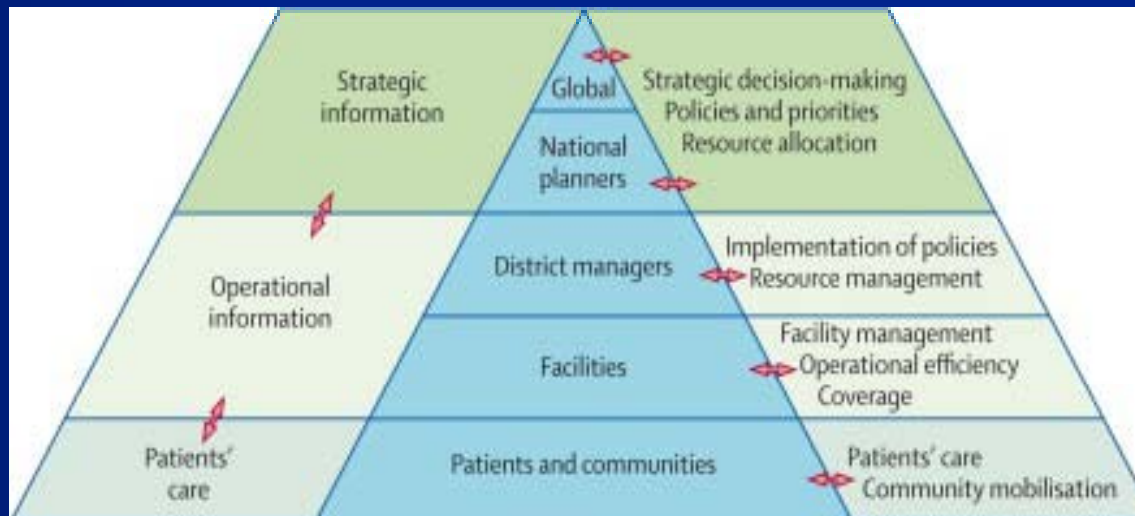 Strategic
information
Global
Strategic decision-making
Policies and priorities
Resource allocation
National
planners
Operational
information
District managers
Implementation of policies
Resource management
Facilities
Facility management
Operational efficiency
Coverage
Patients'
care
Patients and communities
Patients' care
Community mobilisation